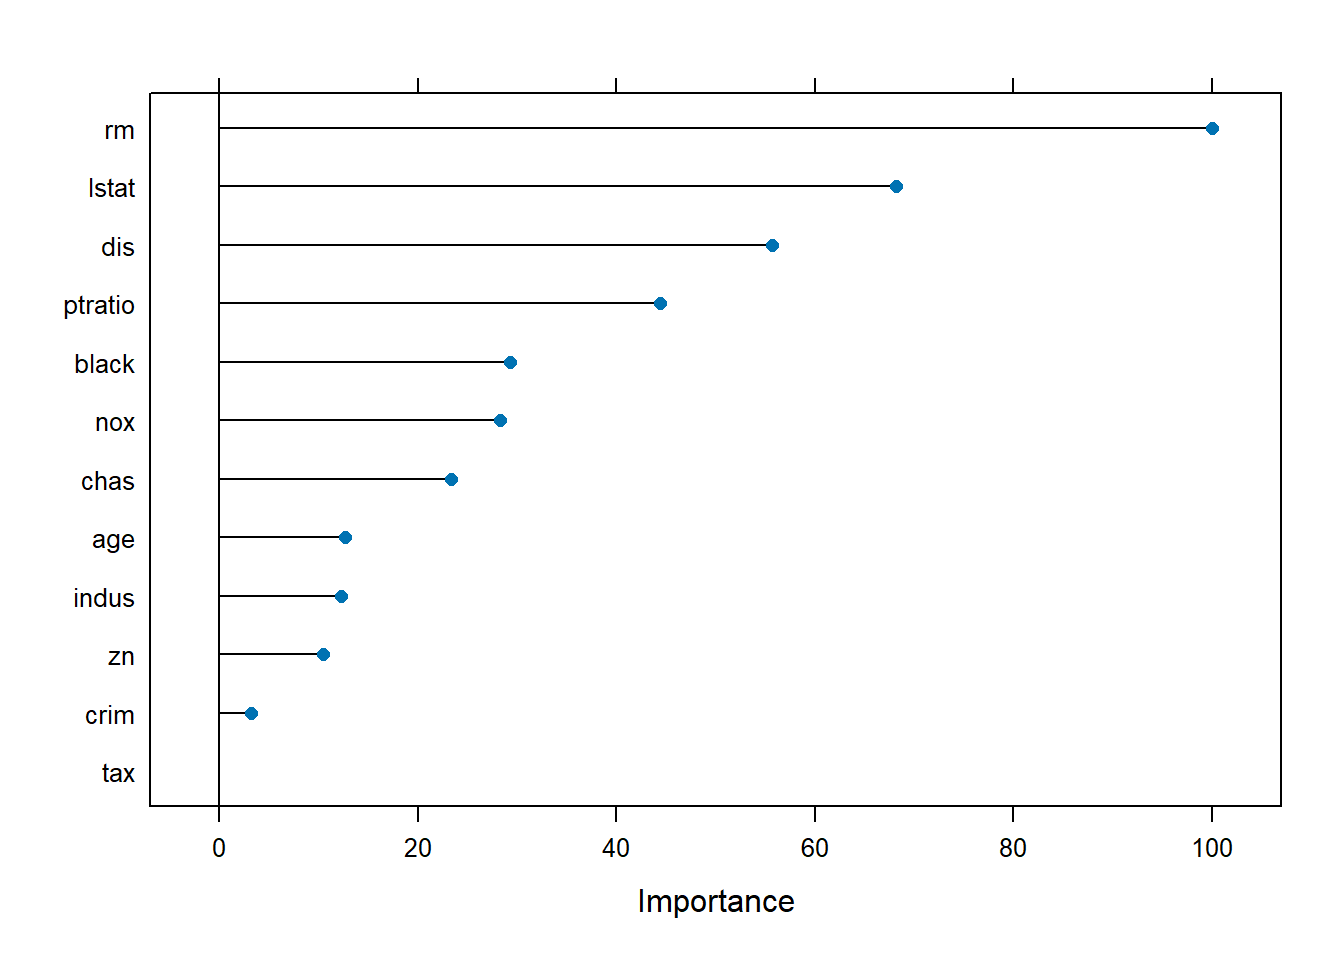 rm
lstat
dis
ptratio
black
nox
chas
age
indus
zn
crim
tax
0 20 40 60 80 100
Importance